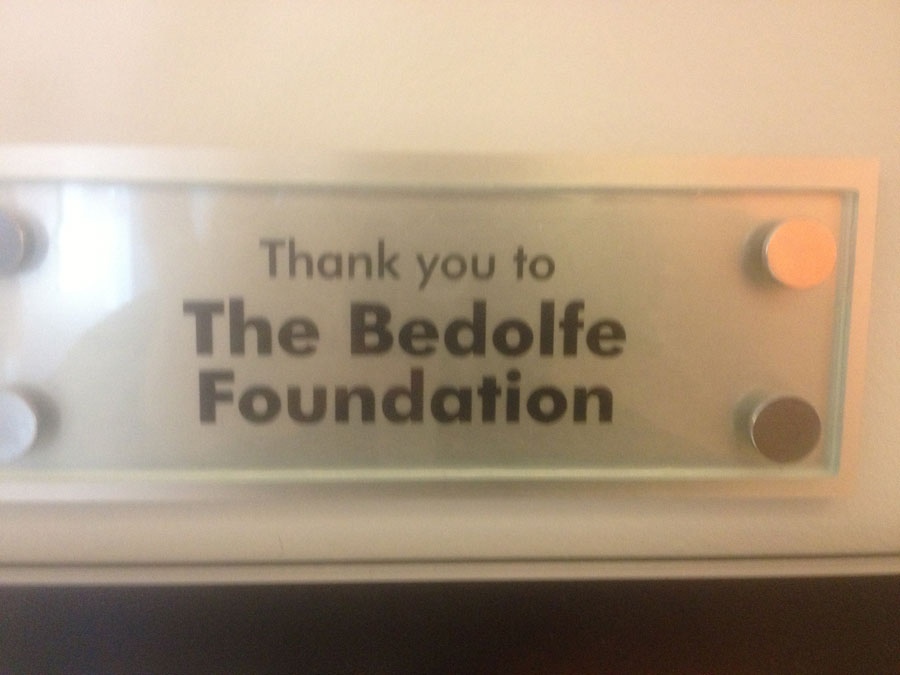 Thank you to
The Bedolfe
Foundation